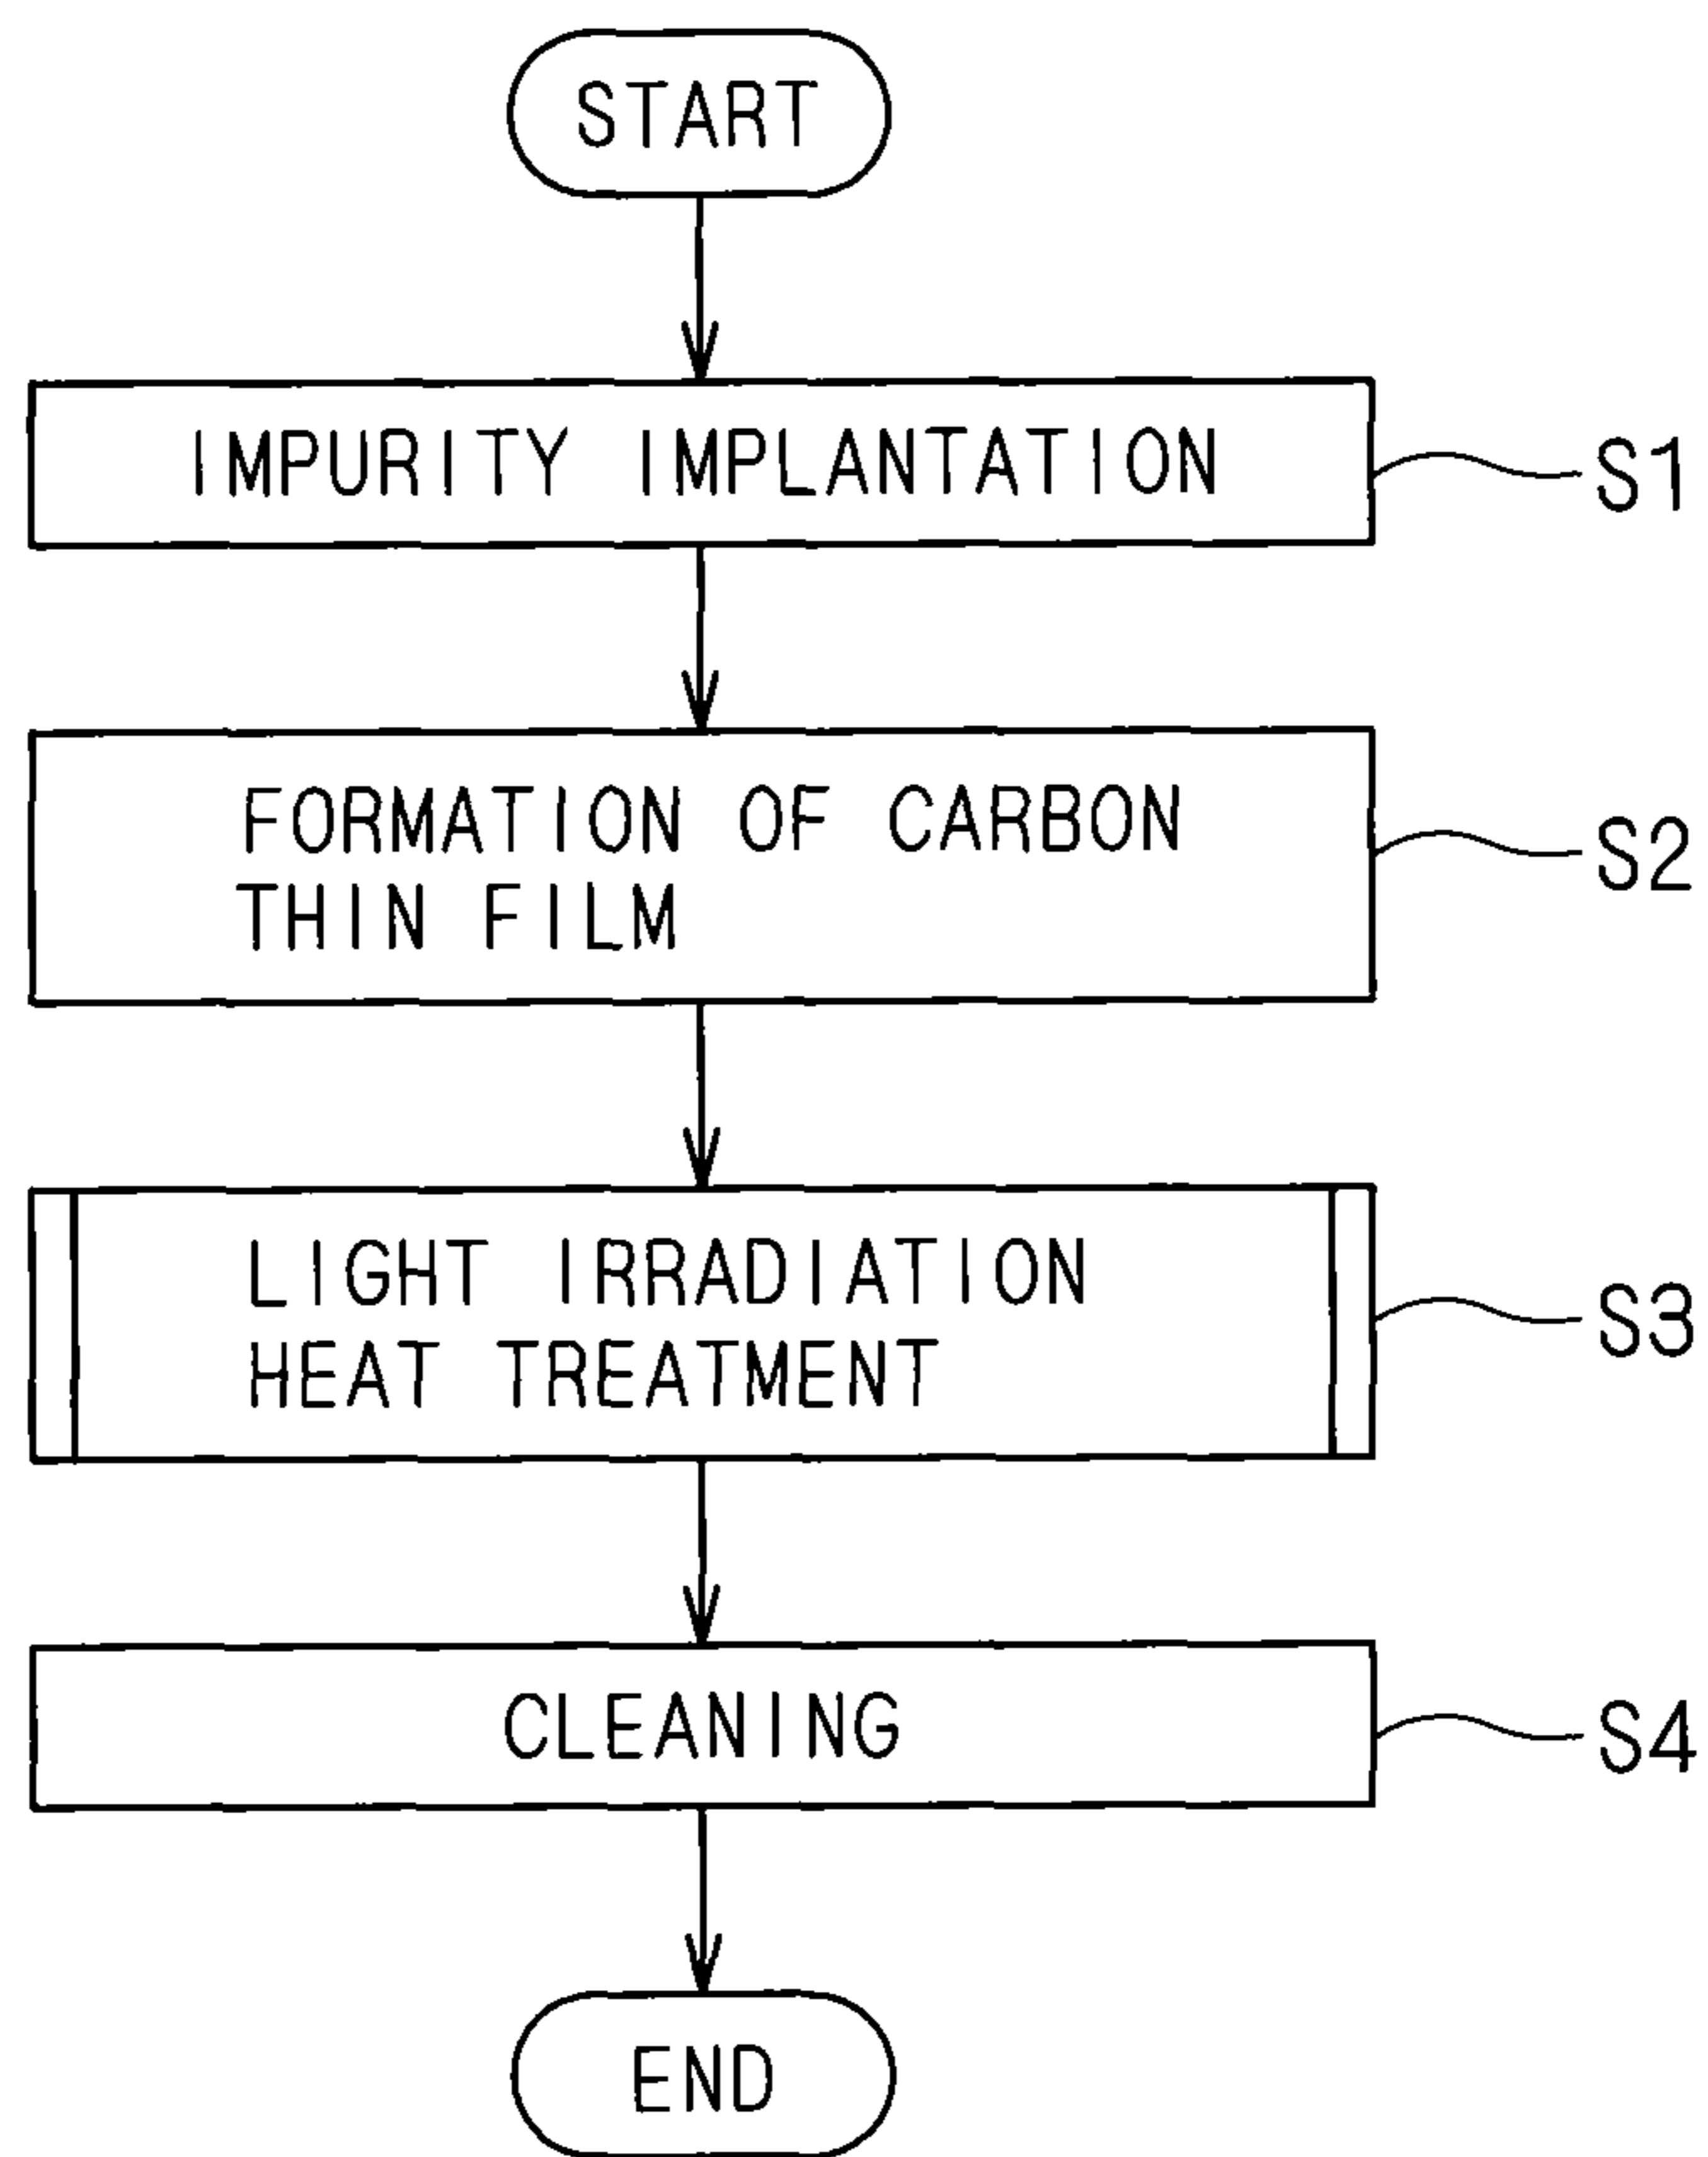 START
IMPURITY IMPLANTATION
S1
FORMATION OF CARBON
THIN FILM
S2
LIGHT IRRADIATION
HEAT TREATMENT
S3
CLEANING
S4
END